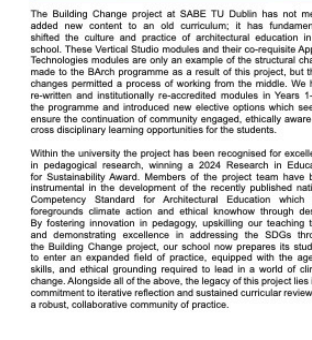 The Building Change project at SABE TU Dublin has not me
added new content to an old curriculum; it has fundamen
shifted the culture and practice of architectural education in
school. These Vertical Studio modules and their co-requisite App
Technologies modules are only an example of the structural cha
made to the BArch programme as a result of this project, but th
changes permitted a process of working from the middle. We h
re-written and institutionally re-accredited modules in Years 1-
the programme and introduced new elective options which see
ensure the continuation of community engaged, ethically aware
cross disciplinary learning opportunities for the students.

Within the university the project has been recognised for excelle
in pedagogical research, winning a 2024 Research in Educa
for Sustainability Award. Members of the project team have b
instrumental in the development of the recently published nati
Competency Standard for Architectural Education which
foregrounds climate action and ethical knowhow through des
By fostering innovation in pedagogy, upskilling our teaching t
and demonstrating excellence in addressing the SDGs thro
the Building Change project, our school now prepares its stud
to enter an expanded field of practice, equipped with the age
skills, and ethical grounding required to lead in a world of clim
change. Alongside all of the above, the legacy of this project lies i
commitment to iterative reflection and sustained curricular review
a robust, collaborative community of practice.